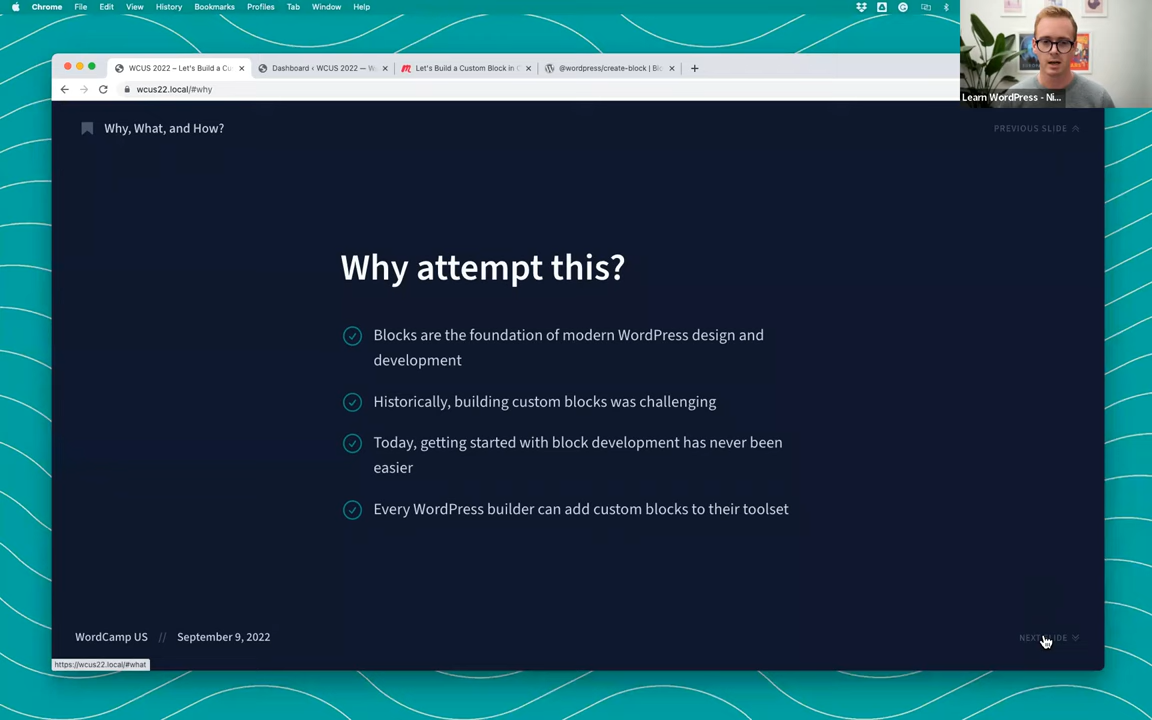 Chrome File Edit View History Bookmarks Profiles Tab Window Help
WCUS 2022 – Let's Build a Cu
Dashboard ‹ WCUS 2022 — W
Let's Build a Custom Block in
@wordpress/create-block | Blo
wcus22.local/#why
Learn WordPress - Ni...
Why, What, and How?
PREVIOUS SLIDE
Why attempt this?
Blocks are the foundation of modern WordPress design and
development
Historically, building custom blocks was challenging
Today, getting started with block development has never been
easier
Every WordPress builder can add custom blocks to their toolset
WordCamp US // September 9, 2022
NEXT SLIDE
https://wcus22.local/#what